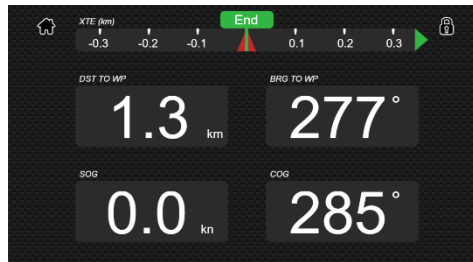 XTE (km)
End
-0.3 -0.2 -0.1 0.1 0.2 0.3
DST TO WP
BRG TO WP
1.3 km
277°
SOG
COG
0.0 kn
285°